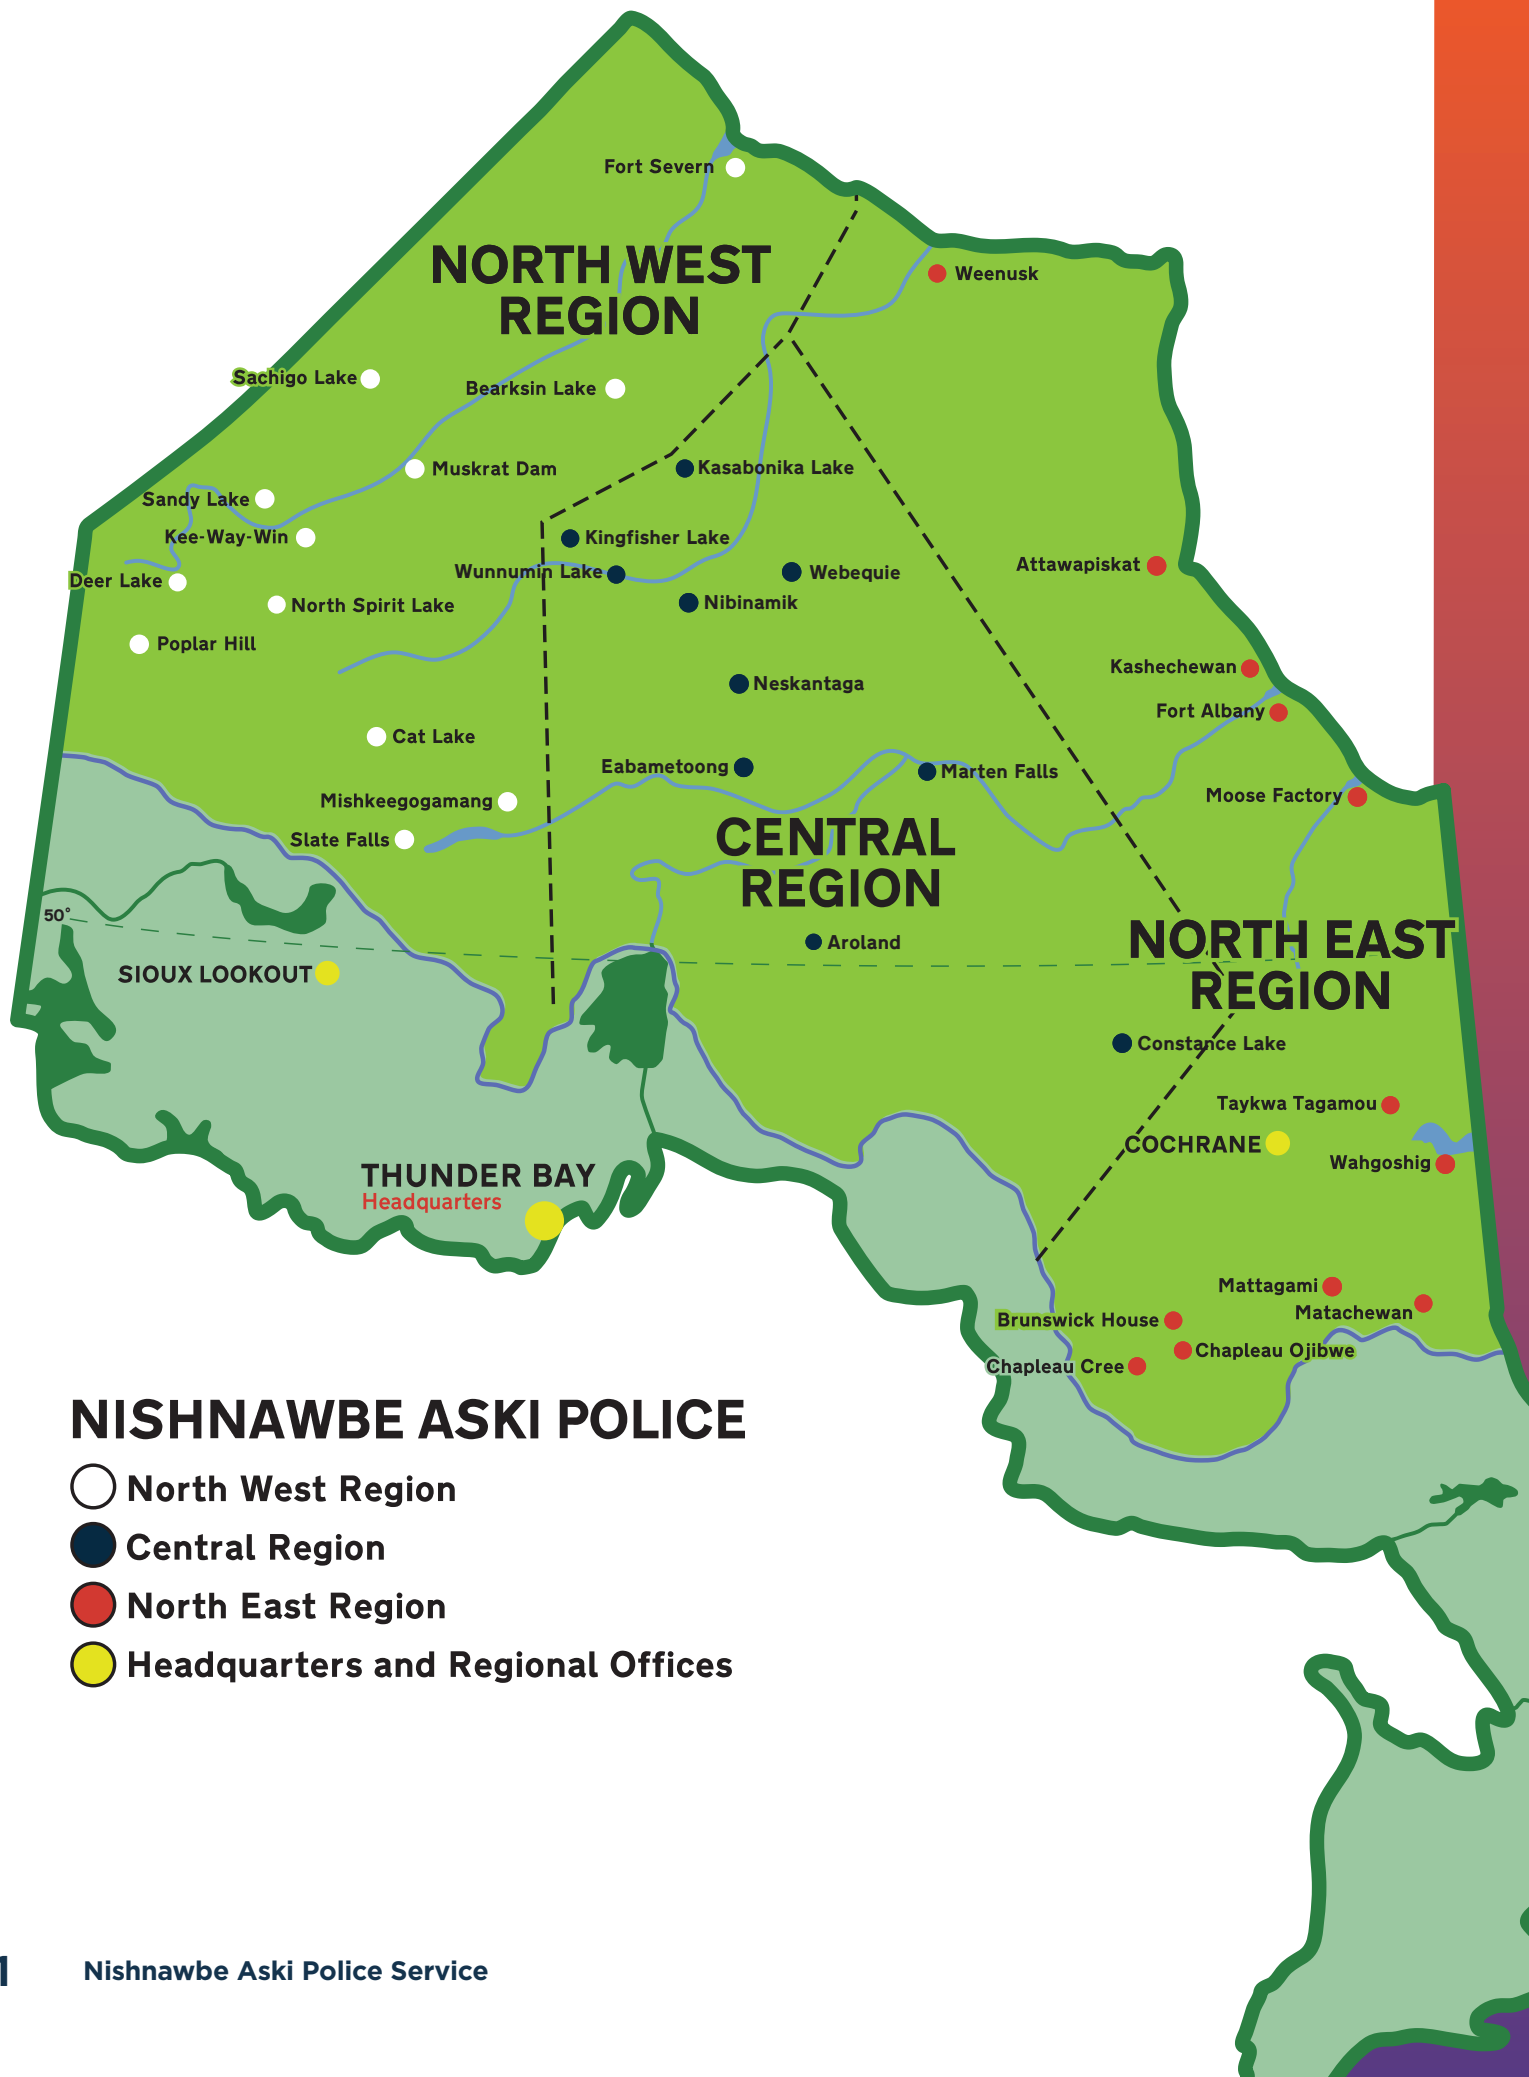 Fort Severn
NORTH WEST
REGION
Weenusk
Sachigo Lake
Bearksin Lake
Muskrat Dam
Kasabonika Lake
Sandy Lake
Kee-Way-Win
Kingfisher Lake
Attawapiskat
Deer Lake
Wunnumin Lake
Webequie
North Spirit Lake
Nibinamik
Poplar Hill
Kashechewan
Neskantaga
Fort Albany
Cat Lake
Eabametoong
Marten Falls
Mishkeegogamang
Moose Factory
Slate Falls
CENTRAL
REGION
50°
Aroland
NORTH EAST
REGION
SIOUX LOOKOUT
Constance Lake
Taykwa Tagamou
COCHRANE
Wahgoshig
THUNDER BAY
Headquarters
Mattagami
Matachewan
Brunswick House
Chapleau Ojibwe
Chapleau Cree
NISHNAWBE ASKI POLICE
North West Region
Central Region
North East Region
Headquarters and Regional Offices
1 Nishnawbe Aski Police Service